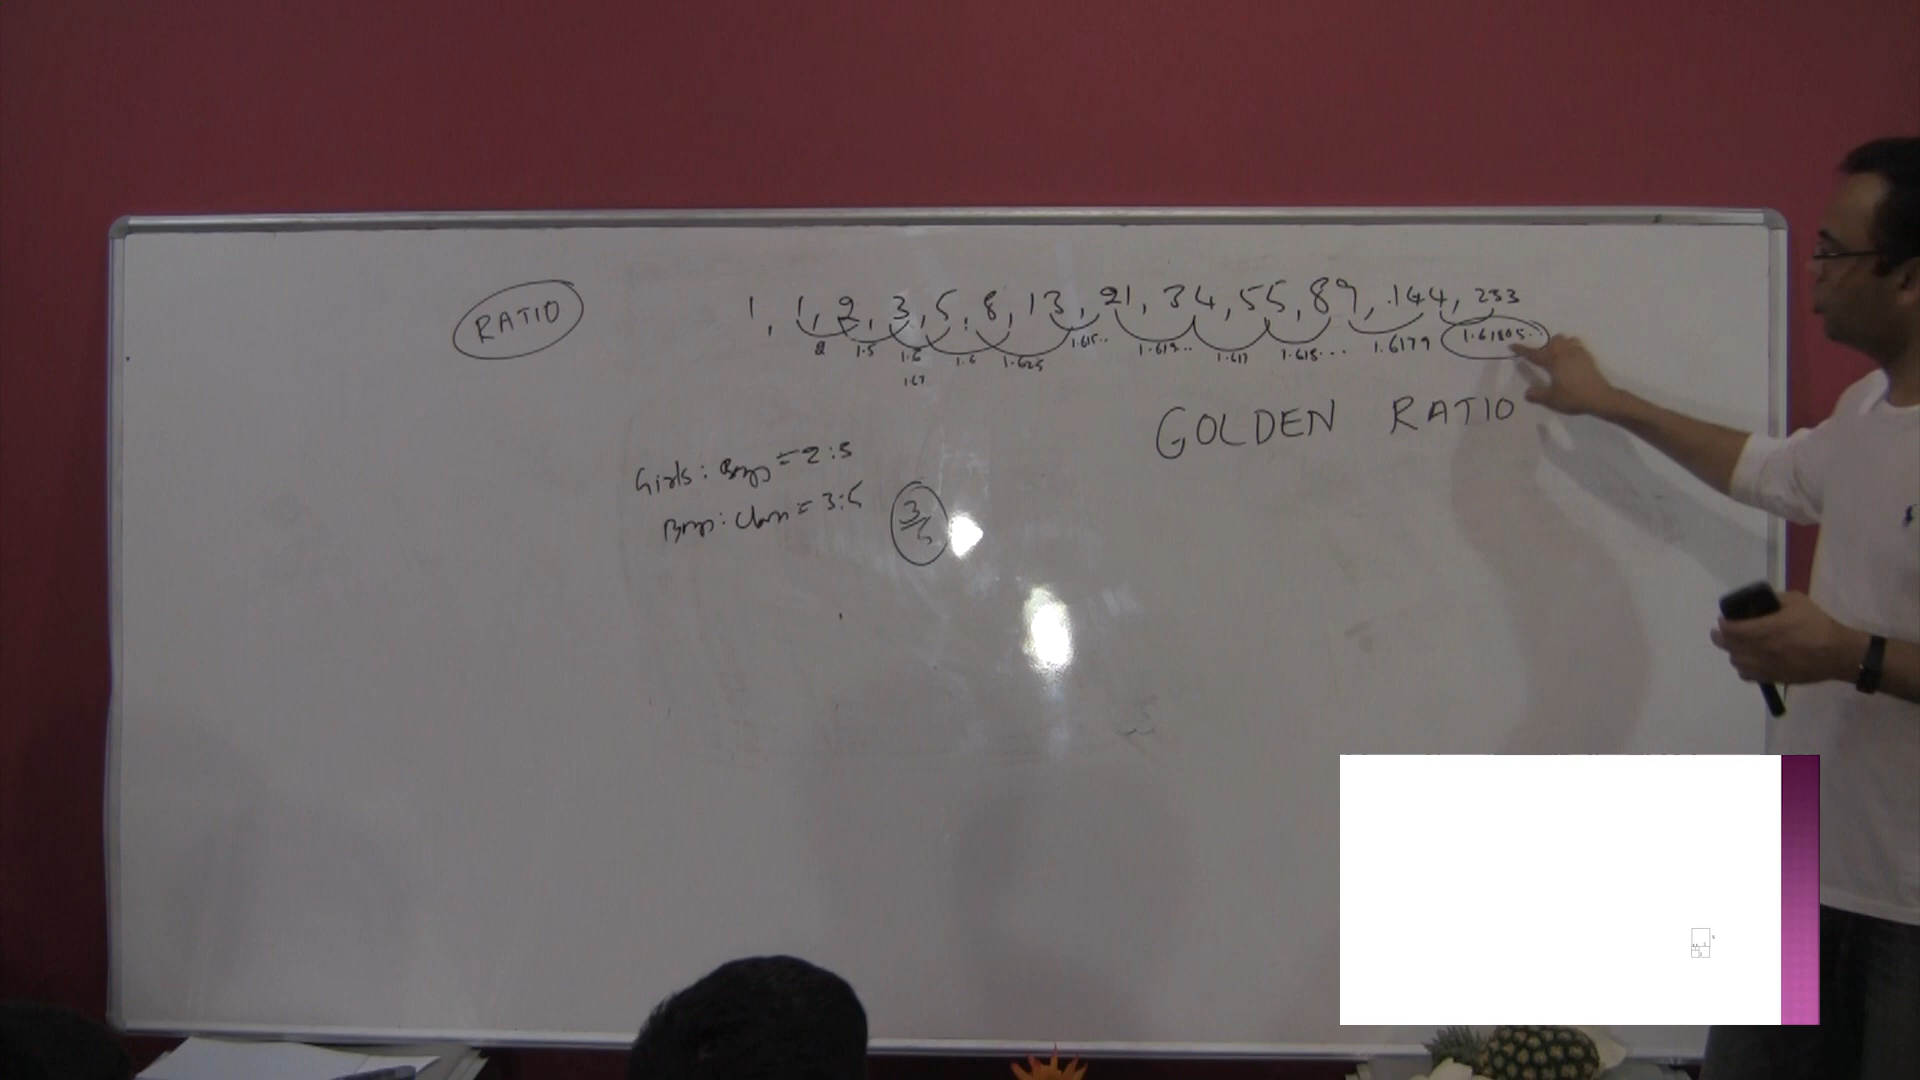 RATIO
1, 1, 2, 3, 5, 8, 13, 21, 34, 55, 89, 144, 233
2 1.5 1.6 1.6 1.625 1.615.. 1.619.. 1.617 1.618... 1.6179 1.61805..
1.67
GOLDEN RATIO
Girls: Boys = 2:3
Boys: Class = 3:5
3/5